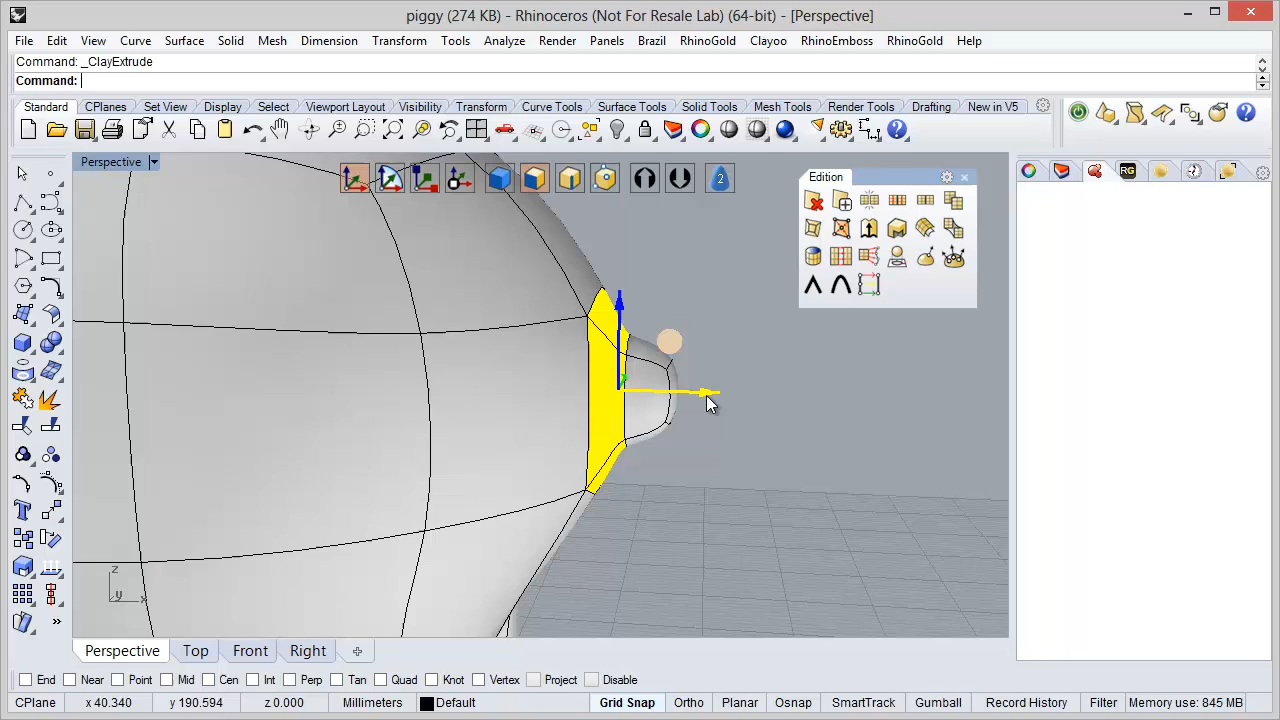 piggy (274 KB) - Rhinoceros (Not For Resale Lab) (64-bit) - [Perspective]
File Edit View Curve Surface Solid Mesh Dimension Transform Tools Analyze Render Panels Brazil RhinoGold Clayoo RhinoEmboss RhinoGold Help
Command: _ClayExtrude
Command:
Standard CPlanes Set View Display Select Viewport Layout Visibility Transform Curve Tools Surface Tools Solid Tools Mesh Tools Render Tools Drafting New in V5
Perspective
2
Edition
RG
z
y x
Perspective Top Front Right
End Near Point Mid Cen Int Perp Tan Quad Knot Vertex Project Disable
CPlane x 40.340 y 190.594 z 0.000 Millimeters Default Grid Snap Ortho Planar Osnap SmartTrack Gumball Record History Filter Memory use: 845 MB